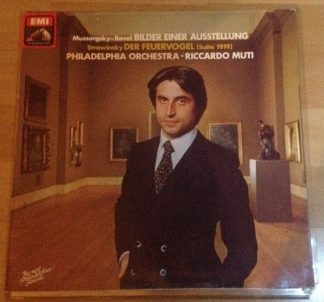 EMI
Mussorgsky–Ravel BILDER EINER AUSSTELLUNG
Strawinsky DER FEUERVOGEL (Suite 1919)
PHILADELPHIA ORCHESTRA · RICCARDO MUTI